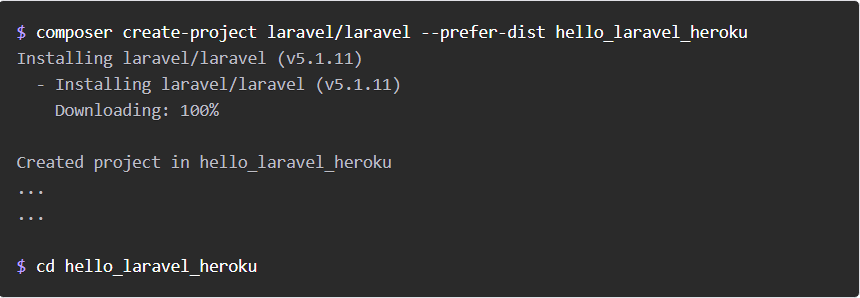 $ composer create-project laravel/laravel --prefer-dist hello_laravel_heroku
Installing laravel/laravel (v5.1.11)
  - Installing laravel/laravel (v5.1.11)
    Downloading: 100%

Created project in hello_laravel_heroku
...
...

$ cd hello_laravel_heroku